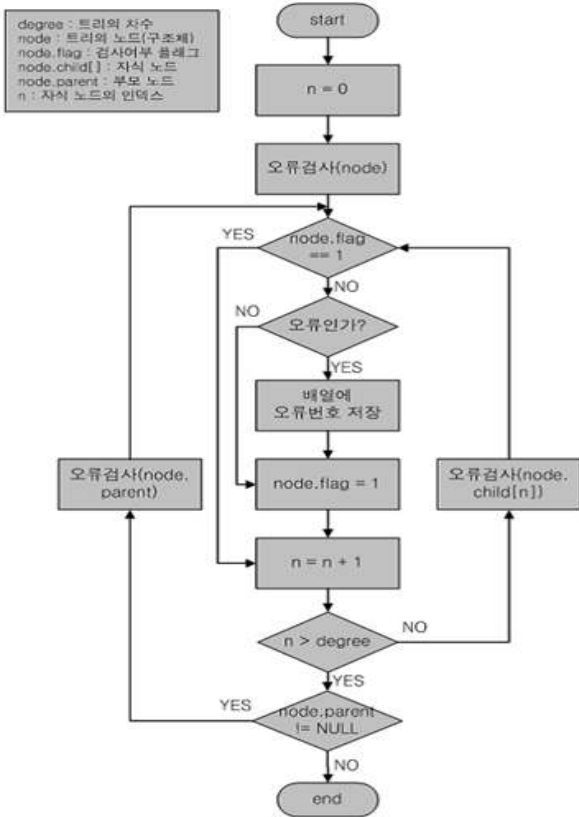 degree : 트리의 차수
node : 트리의 노드(구조체)
node.flag : 검사여부 플래그
node.child[] : 자식 노드
node.parent : 부모 노드
n : 자식 노드의 인덱스
start
n = 0
오류검사(node)
YES
node.flag
== 1
NO
NO
오류인가?
YES
배열에
오류번호 저장
오류검사(node.
parent)
node.flag = 1
오류검사(node.
child[n])
n = n + 1
n > degree
NO
YES
YES
node.parent
!= NULL
NO
end